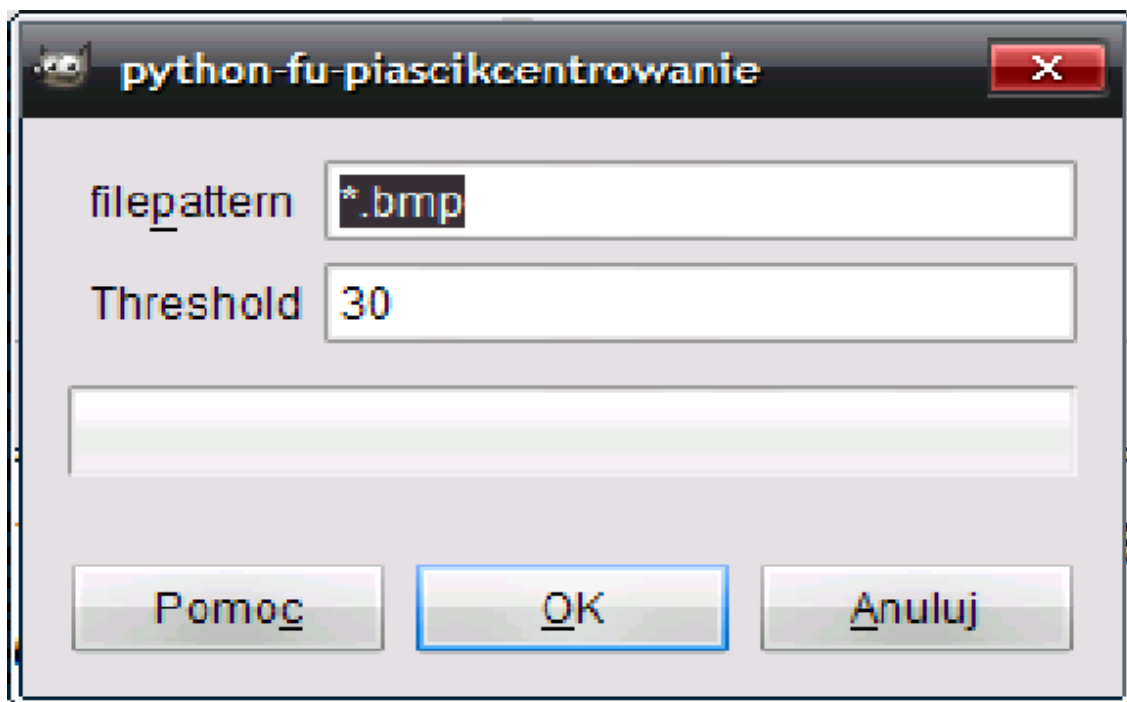 python-fu-piascikcentrowanie
filepattern *.bmp
Threshold 30
Pomoc OK Anuluj